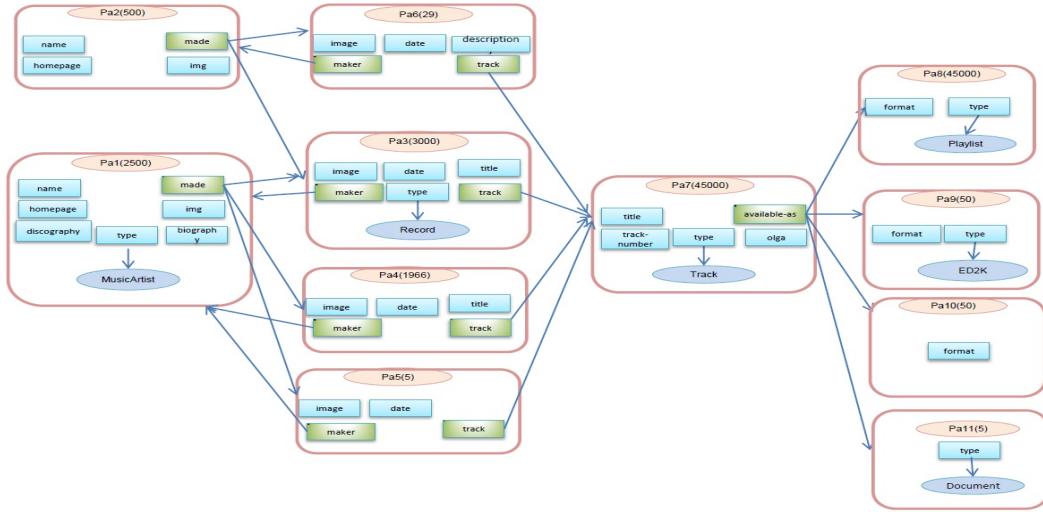 Pa2(500)
name
made
homepage
img
Pa6(29)
image
date
description
maker
track
Pa1(2500)
name
made
homepage
img
discography
type
biograph
y
MusicArtist
Pa3(3000)
image
date
title
maker
type
track
Record
Pa4(1966)
image
date
title
maker
track
Pa5(5)
image
date
maker
track
Pa7(45000)
title
available-as
track-
number
type
olga
Track
Pa8(45000)
format
type
Playlist
Pa9(50)
format
type
ED2K
Pa10(50)
format
Pa11(5)
type
Document